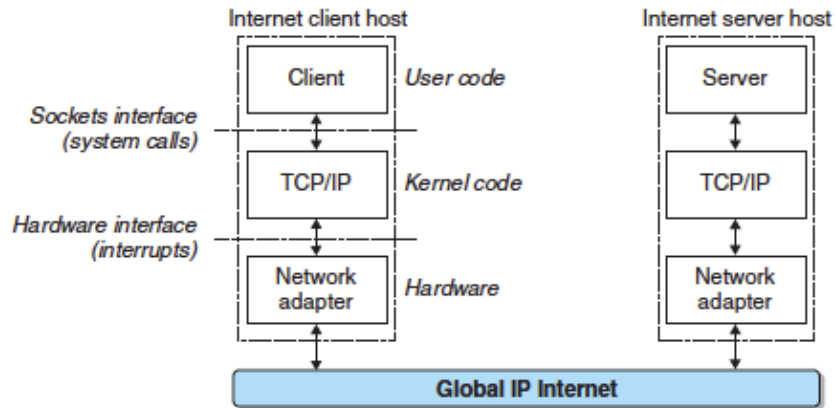 Internet client host
Internet server host
Client
User code
Server
Sockets interface
(system calls)
TCP/IP
Kernel code
TCP/IP
Hardware interface
(interrupts)
Network
adapter
Hardware
Network
adapter
Global IP Internet